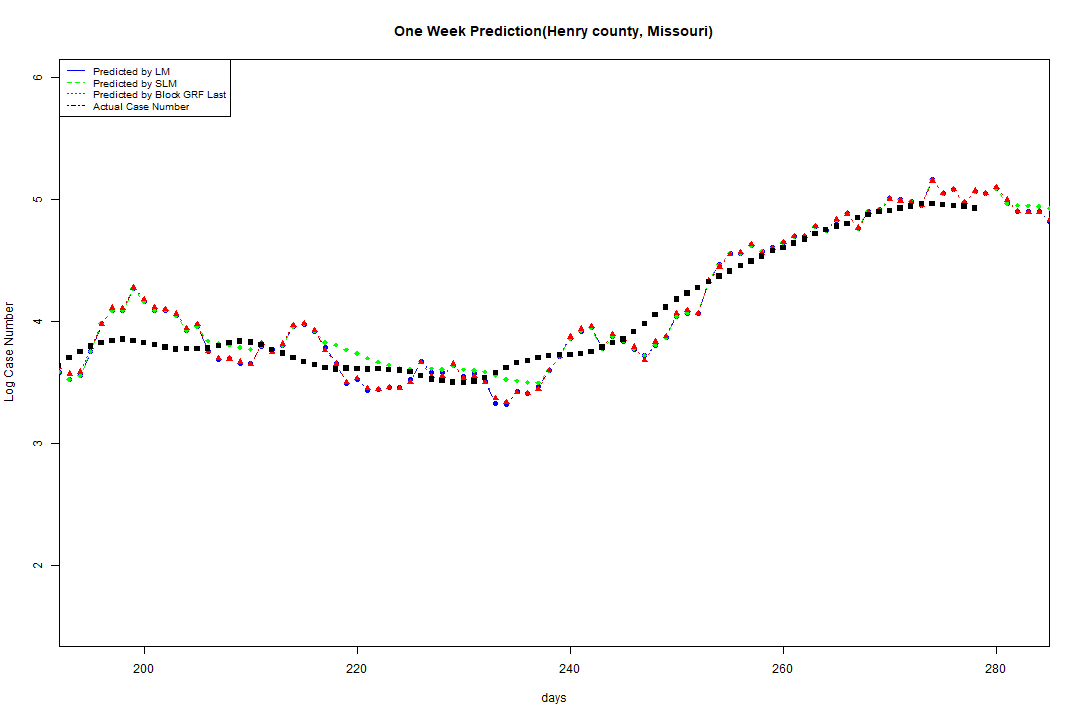 One Week Prediction(Henry county, Missouri)
Predicted by LM
Predicted by SLM
Predicted by Block GRF Last
Actual Case Number
6
5
4
3
2
Log Case Number
200
220
240
260
280
days